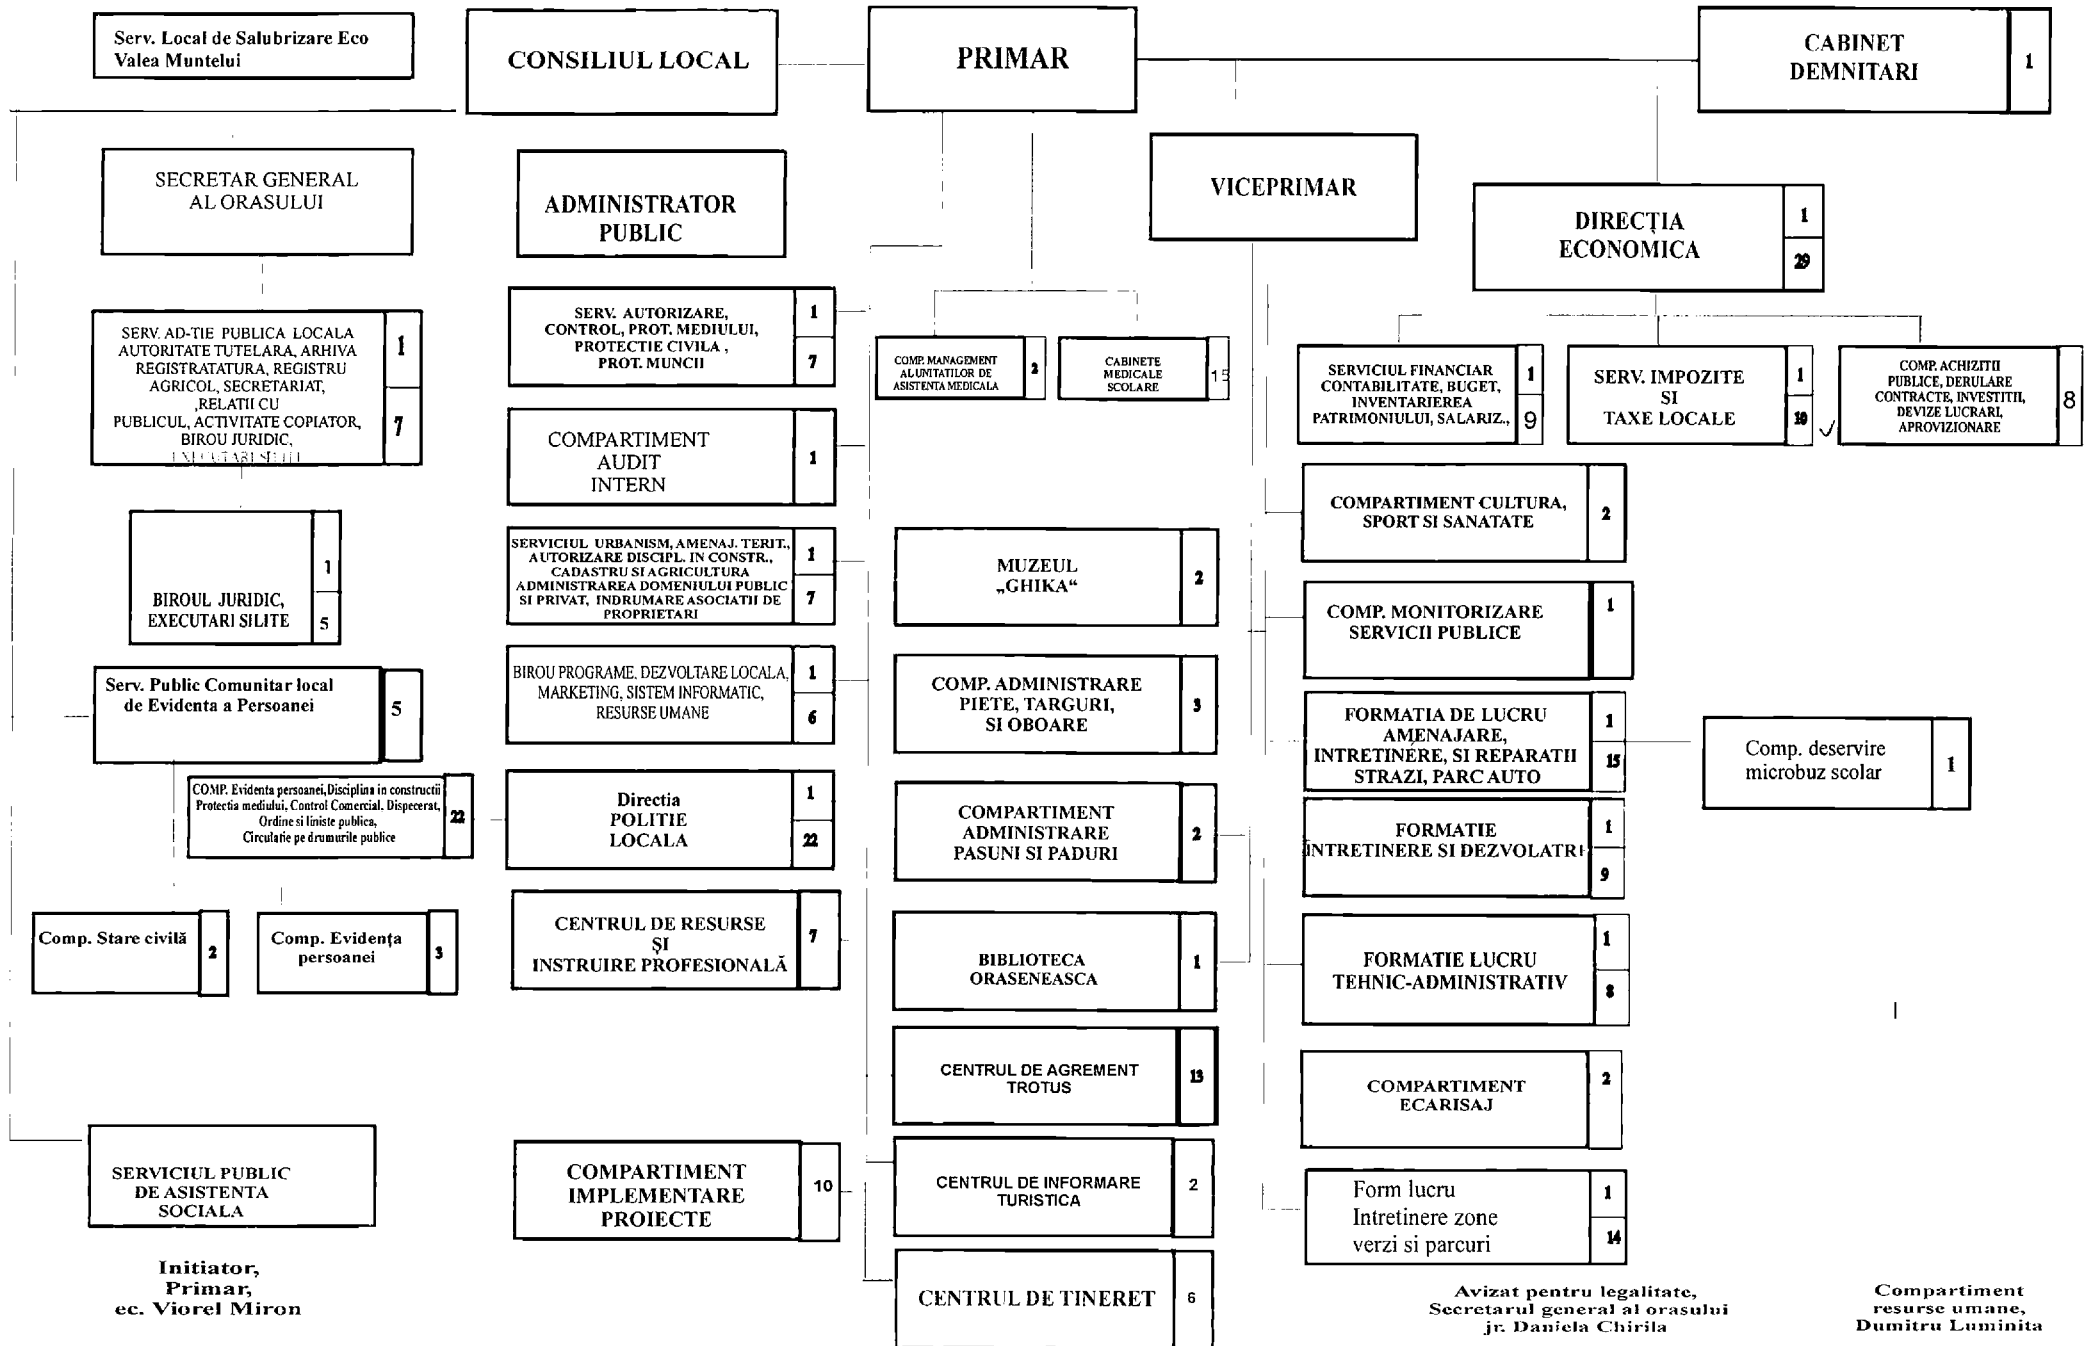 Serv. Local de Salubrizare Eco
Valea Muntelui
CONSILIUL LOCAL
PRIMAR
CABINET
DEMNITARI
1
SECRETAR GENERAL
AL ORASULUI
ADMINISTRATOR
PUBLIC
VICEPRIMAR
DIRECȚIA
ECONOMICA
1
29
SERV. AD-TIE PUBLICA LOCALA
AUTORITATE TUTELARA, ARHIVA
REGISTRATATURA, REGISTRU
AGRICOL, SECRETARIAT,
,RELATII CU
PUBLICUL, ACTIVITATE COPIATOR,
BIROU JURIDIC,
1
7
SERV. AUTORIZARE,
CONTROL, PROT. MEDIULUI,
PROTECTIE CIVILA ,
PROT. MUNCII
1
7
COMP. MANAGEMENT
AL UNITATILOR DE
ASISTENTA MEDICALA
2
CABINETE
MEDICALE
SCOLARE
15
SERVICIUL FINANCIAR
CONTABILITATE, BUGET,
INVENTARIEREA
PATRIMONIULUI, SALARIZ.,
1
9
SERV. IMPOZITE
SI
TAXE LOCALE
1
10
COMP. ACHIZITII
PUBLICE, DERULARE
CONTRACTE, INVESTITII,
DEVIZE LUCRARI,
APROVIZIONARE
8
COMPARTIMENT
AUDIT
INTERN
1
BIROUL JURIDIC,
EXECUTARI SILITE
1
5
SERVICIUL URBANISM, AMENAJ. TERIT.,
AUTORIZARE DISCIPL. IN CONSTR.,
CADASTRU SI AGRICULTURA
ADMINISTRAREA DOMENIULUI PUBLIC
SI PRIVAT, INDRUMARE ASOCIATII DE
PROPRIETARI
1
7
MUZEUL
„GHIKA“
2
COMPARTIMENT CULTURA,
SPORT SI SANATATE
2
COMP. MONITORIZARE
SERVICII PUBLICE
1
Serv. Public Comunitar local
de Evidenta a Persoanei
5
BIROU PROGRAME, DEZVOLTARE LOCALA,
MARKETING, SISTEM INFORMATIC,
RESURSE UMANE
1
6
COMP. ADMINISTRARE
PIETE, TARGURI,
SI OBOARE
3
FORMATIA DE LUCRU
AMENAJARE,
INTRETINERE, SI REPARATII
STRAZI, PARC AUTO
1
15
Comp. deservire
microbuz scolar
1
COMP. Evidenta persoanei,Disciplina in constructii
Protectia mediului, Control Comercial. Dispecerat,
Ordine si liniste publica,
Circulatie pe drumurile publice
22
Directia
POLITIE
LOCALA
1
22
COMPARTIMENT
ADMINISTRARE
PASUNI SI PADURI
2
FORMATIE
INTRETINERE SI DEZVOLATRI
1
9
Comp. Stare civilă
2
Comp. Evidența
persoanei
3
CENTRUL DE RESURSE
ȘI
INSTRUIRE PROFESIONALĂ
7
BIBLIOTECA
ORASENEASCA
1
FORMATIE LUCRU
TEHNIC-ADMINISTRATIV
1
8
CENTRUL DE AGREMENT
TROTUS
13
COMPARTIMENT
ECARISAJ
2
SERVICIUL PUBLIC
DE ASISTENTA
SOCIALA
COMPARTIMENT
IMPLEMENTARE
PROIECTE
10
CENTRUL DE INFORMARE
TURISTICA
2
Form lucru
Intretinere zone
verzi si parcuri
1
14
CENTRUL DE TINERET
6
Initiator,
Primar,
ec. Viorel Miron
Avizat pentru legalitate,
Secretarul general al orasului
jr. Daniela Chirila
Compartiment
resurse umane,
Dumitru Luminita